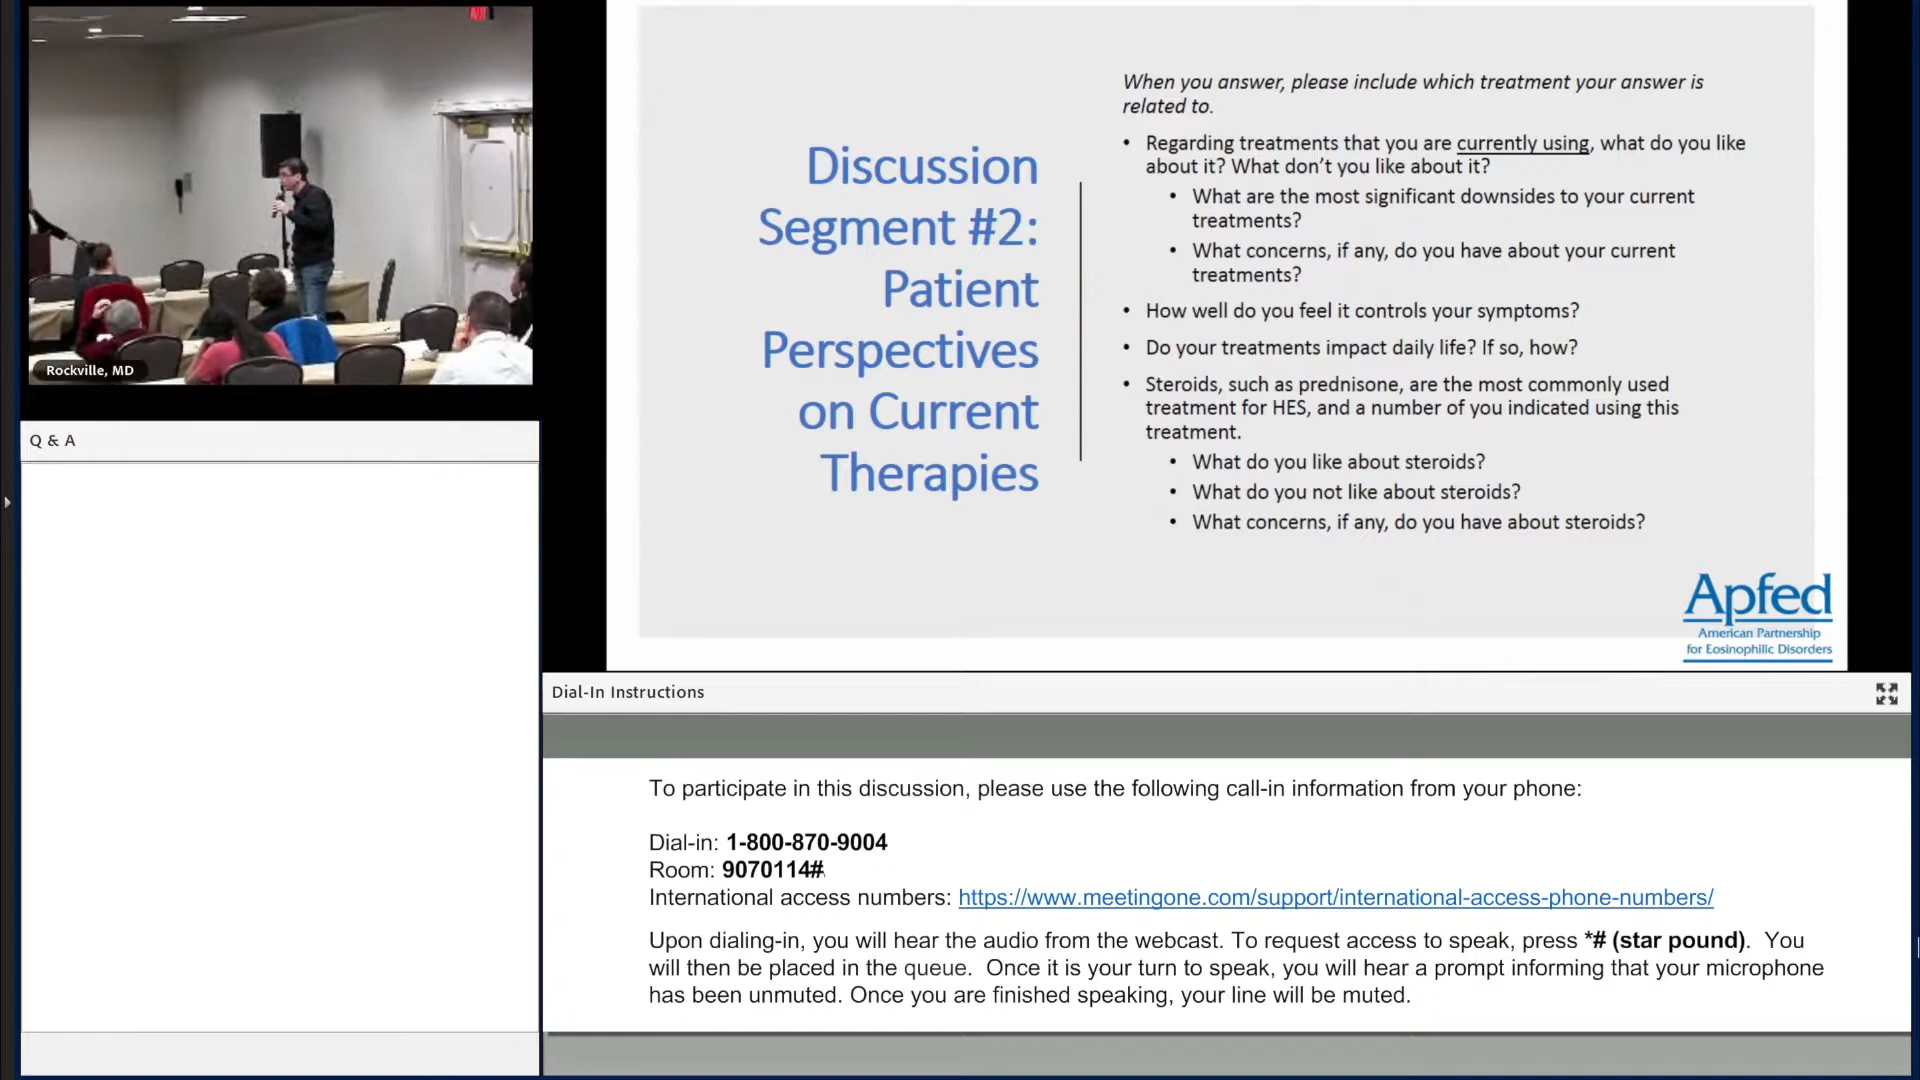 Rockville, MD
Q & A
Discussion
Segment #2:
Patient
Perspectives
on Current
Therapies
When you answer, please include which treatment your answer is
related to.
• Regarding treatments that you are currently using, what do you like
about it? What don’t you like about it?
• What are the most significant downsides to your current
treatments?
• What concerns, if any, do you have about your current
treatments?
• How well do you feel it controls your symptoms?
• Do your treatments impact daily life? If so, how?
• Steroids, such as prednisone, are the most commonly used
treatment for HES, and a number of you indicated using this
treatment.
• What do you like about steroids?
• What do you not like about steroids?
• What concerns, if any, do you have about steroids?
Apfed
American Partnership
for Eosinophilic Disorders
Dial-In Instructions
To participate in this discussion, please use the following call-in information from your phone:
Dial-in: 1-800-870-9004
Room: 9070114#
International access numbers: https://www.meetingone.com/support/international-access-phone-numbers/
Upon dialing-in, you will hear the audio from the webcast. To request access to speak, press *# (star pound). You
will then be placed in the queue. Once it is your turn to speak, you will hear a prompt informing that your microphone
has been unmuted. Once you are finished speaking, your line will be muted.